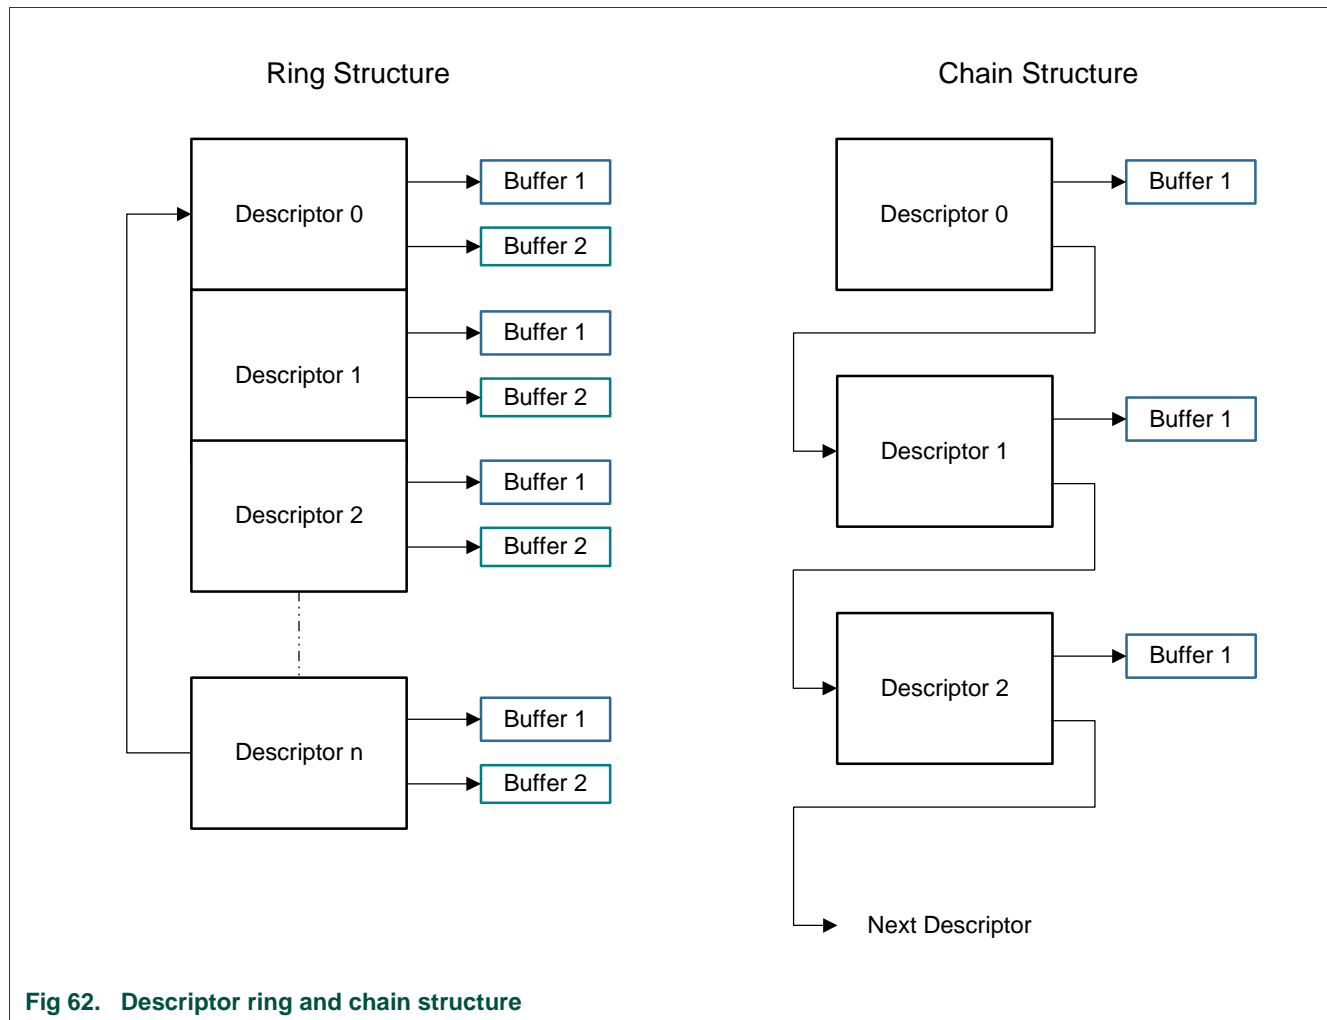 Ring Structure
Descriptor 0
Buffer 1
Buffer 2
Descriptor 1
Buffer 1
Buffer 2
Descriptor 2
Buffer 1
Buffer 2
Descriptor n
Buffer 1
Buffer 2
Chain Structure
Descriptor 0
Buffer 1
Descriptor 1
Buffer 1
Descriptor 2
Buffer 1
Next Descriptor
Fig 62. Descriptor ring and chain structure